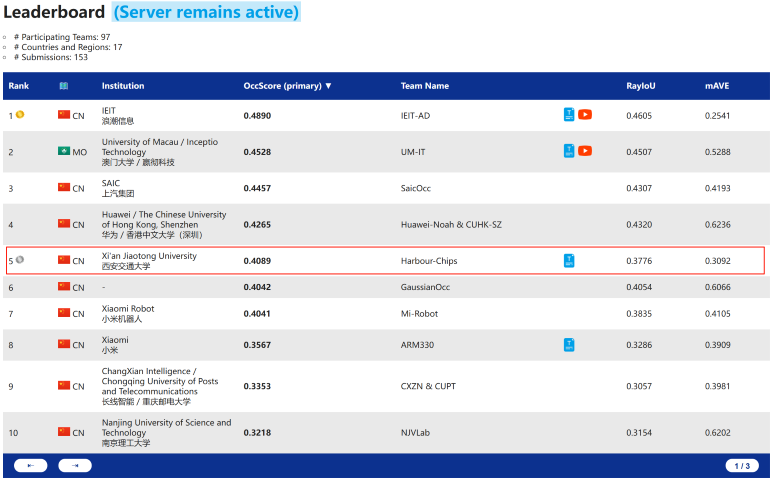 Leaderboard (Server remains active)
# Participating Teams: 97
# Countries and Regions: 17
# Submissions: 153
Rank Institution OccScore (primary) ▼ Team Name RayIoU mAVE
1 CN IEIT
浪潮信息 0.4890 IEIT-AD 0.4605 0.2541
2 MO University of Macau / Inceptio
Technology
澳门大学 / 嬴彻科技 0.4528 UM-IT 0.4507 0.5288
3 CN SAIC
上汽集团 0.4457 SaicOcc 0.4307 0.4193
4 CN Huawei / The Chinese University
of Hong Kong, Shenzhen
华为 / 香港中文大学（深圳） 0.4265 Huawei-Noah & CUHK-SZ 0.4320 0.6236
5 CN Xi'an Jiaotong University
西安交通大学 0.4089 Harbour-Chips 0.3776 0.3092
6 CN - 0.4042 GaussianOcc 0.4054 0.6066
7 CN Xiaomi Robot
小米机器人 0.4041 Mi-Robot 0.3835 0.4105
8 CN Xiaomi
小米 0.3567 ARM330 0.3286 0.3909
9 CN ChangXian Intelligence /
Chongqing University of Posts
and Telecommunications
长线智能 / 重庆邮电大学 0.3353 CXZN & CUPT 0.3057 0.3981
10 CN Nanjing University of Science and
Technology
南京理工大学 0.3218 NJVLab 0.3154 0.6202
1 / 3